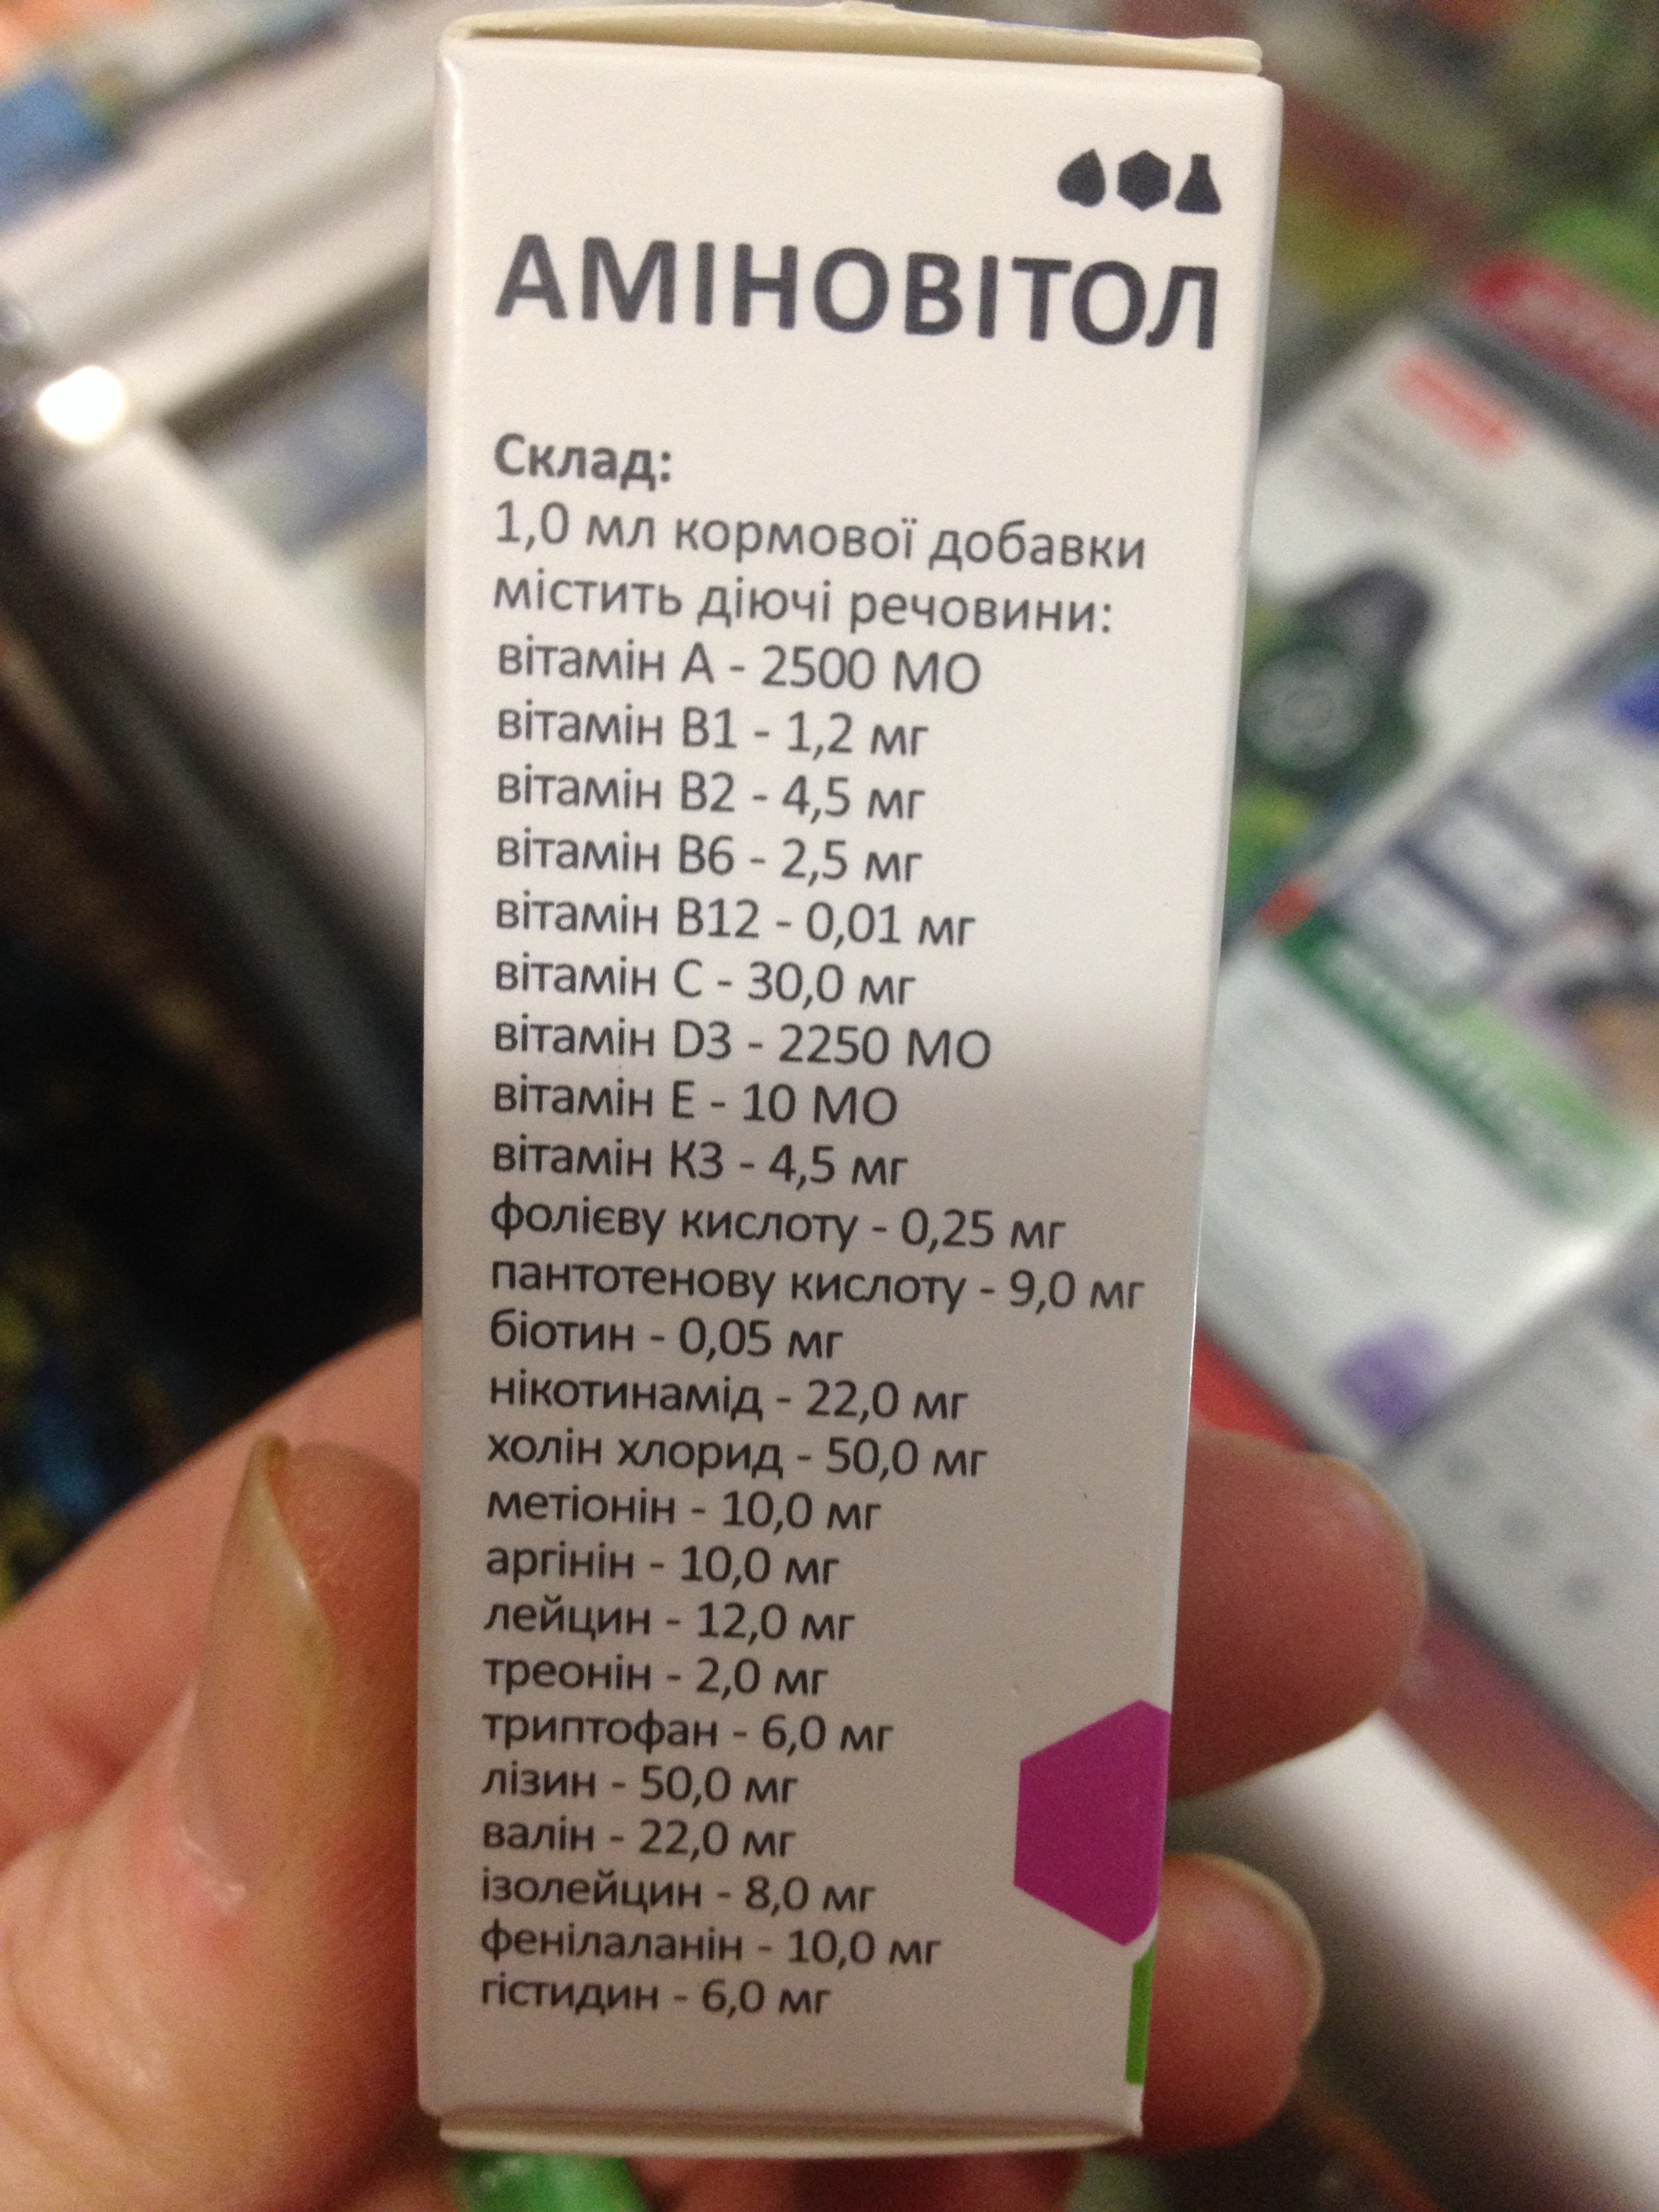 АМІНОВІТОЛ
Склад:
1,0 мл кормової добавки
містить діючі речовини:
вітамін А - 2500 МО
вітамін В1 - 1,2 мг
вітамін В2 - 4,5 мг
вітамін В6 - 2,5 мг
вітамін В12 - 0,01 мг
вітамін С - 30,0 мг
вітамін D3 - 2250 МО
вітамін Е - 10 МО
вітамін К3 - 4,5 мг
фолієву кислоту - 0,25 мг
пантотенову кислоту - 9,0 мг
біотин - 0,05 мг
нікотинамід - 22,0 мг
холін хлорид - 50,0 мг
метіонін - 10,0 мг
аргінін - 10,0 мг
лейцин - 12,0 мг
треонін - 2,0 мг
триптофан - 6,0 мг
лізин - 50,0 мг
валін - 22,0 мг
ізолейцин - 8,0 мг
фенілаланін - 10,0 мг
гістидин - 6,0 мг